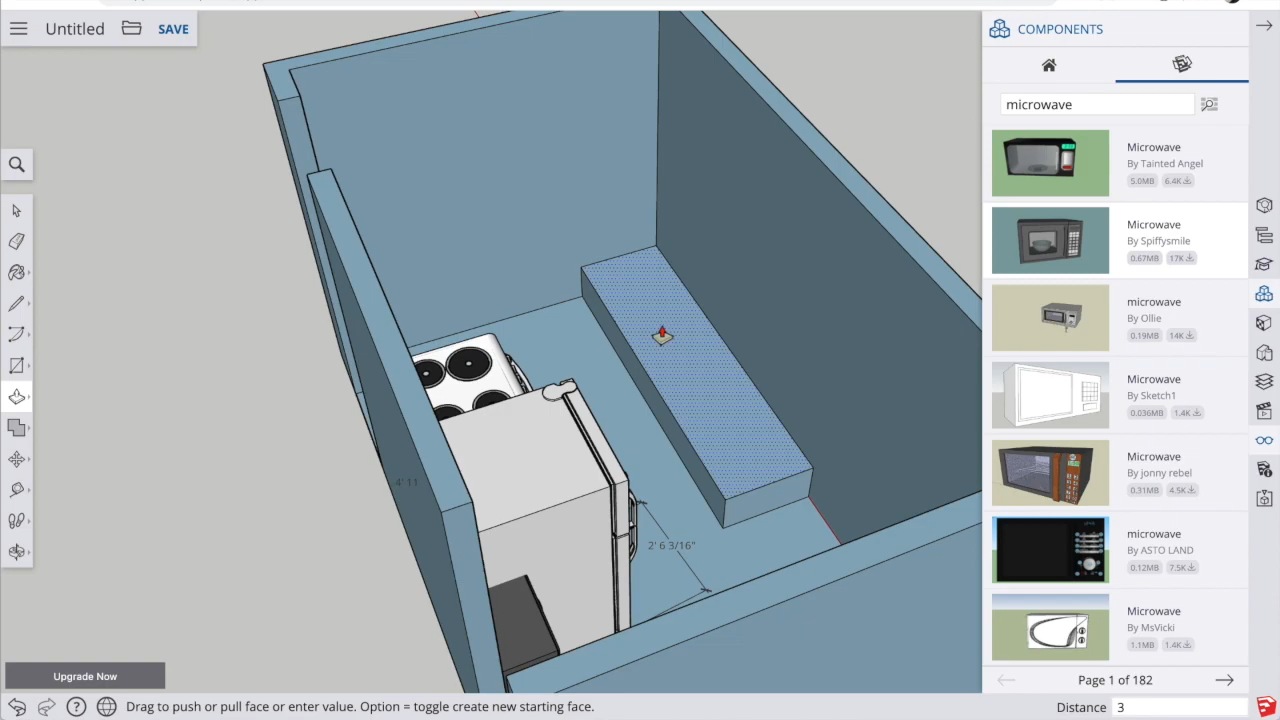 Untitled
SAVE
COMPONENTS
microwave
Microwave
By Tainted Angel
5.0MB 6.4K
Microwave
By Spiffysmile
0.67MB 17K
microwave
By Ollie
0.19MB 14K
Microwave
By Sketch1
0.036MB 1.4K
Microwave
By jonny rebel
0.31MB 4.5K
microwave
By ASTO LAND
0.12MB 7.5K
Microwave
By MsVicki
1.1MB 1.4K
4' 11
2' 6 3/16"
Upgrade Now
Page 1 of 182
Drag to push or pull face or enter value. Option = toggle create new starting face.
Distance 3